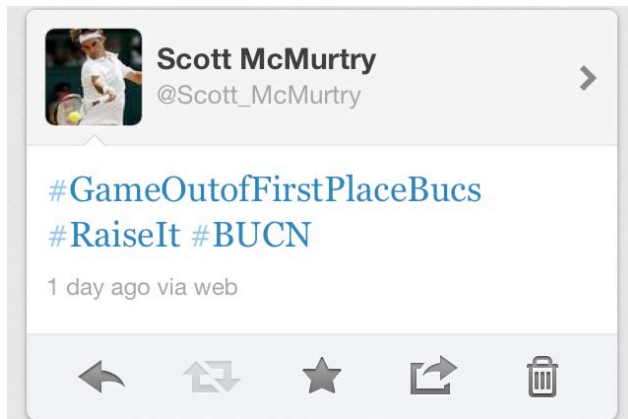 Scott McMurtry
@Scott_McMurtry
#GameOutofFirstPlaceBucs
#RaiseIt #BUCN
1 day ago via web